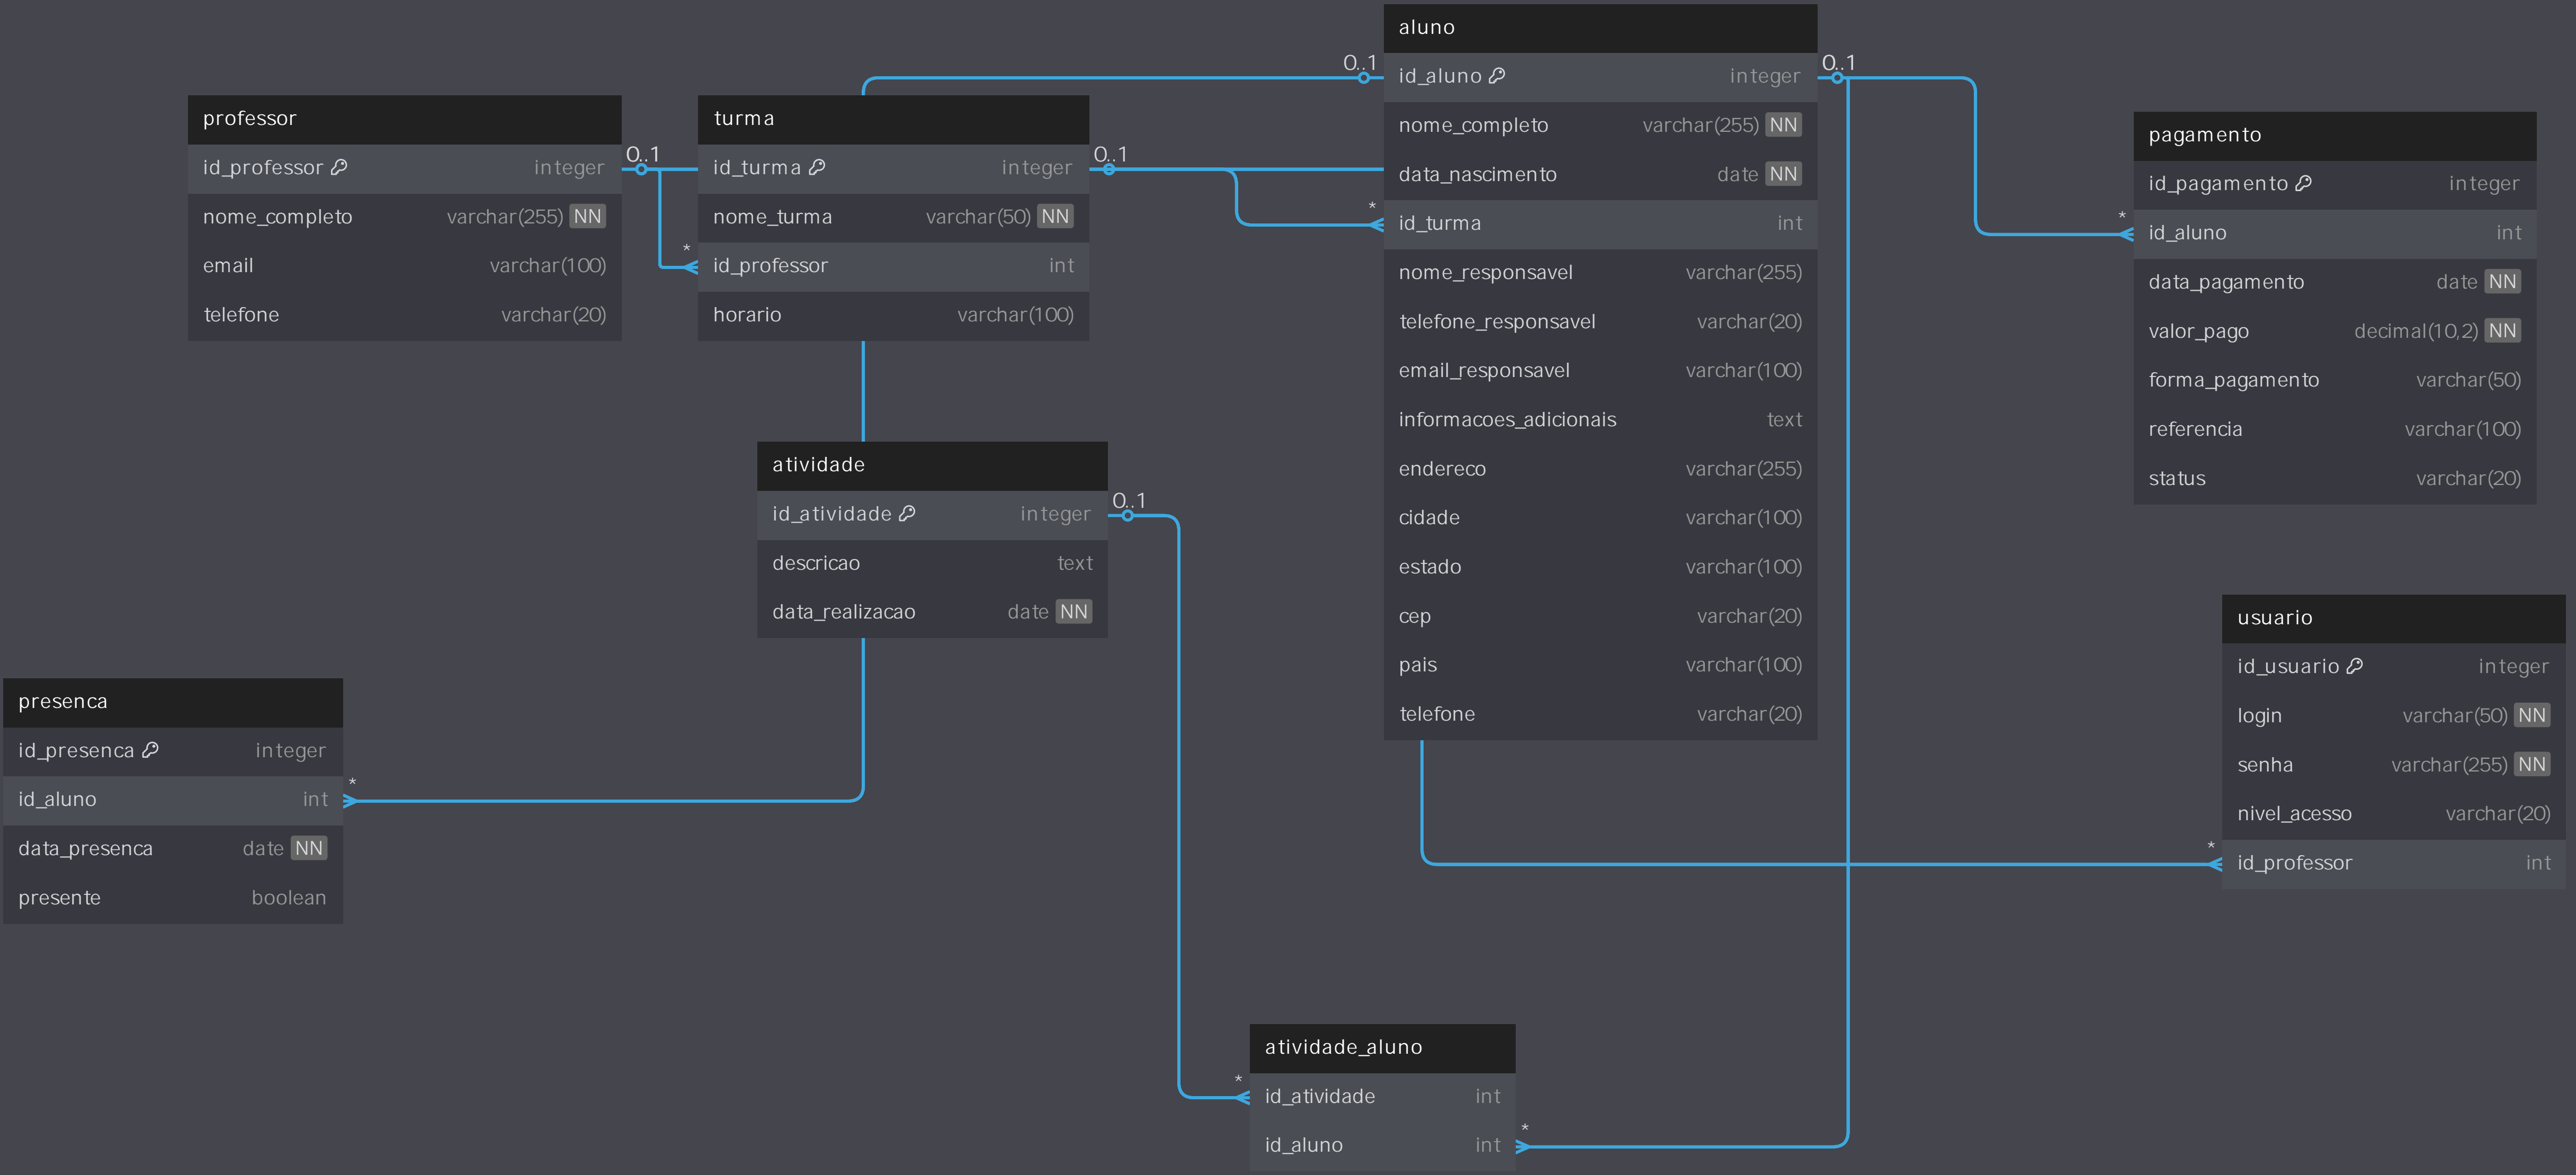 professor
id_professor integer
nome_completo varchar(255) NN
email varchar(100)
telefone varchar(20)
0..1
*
turma
id_turma integer
nome_turma varchar(50) NN
id_professor int
horario varchar(100)
0..1
*
0..1
aluno
id_aluno integer
nome_completo varchar(255) NN
data_nascimento date NN
id_turma int
nome_responsavel varchar(255)
telefone_responsavel varchar(20)
email_responsavel varchar(100)
informacoes_adicionais text
endereco varchar(255)
cidade varchar(100)
estado varchar(100)
cep varchar(20)
pais varchar(100)
telefone varchar(20)
0..1
*
pagamento
id_pagamento integer
id_aluno int
data_pagamento date NN
valor_pago decimal(10,2) NN
forma_pagamento varchar(50)
referencia varchar(100)
status varchar(20)
atividade
id_atividade integer
descricao text
data_realizacao date NN
0..1
presenca
id_presenca integer
id_aluno int
data_presenca date NN
presente boolean
*
usuario
id_usuario integer
login varchar(50) NN
senha varchar(255) NN
nivel_acesso varchar(20)
id_professor int
*
atividade_aluno
id_atividade int
id_aluno int
*
*